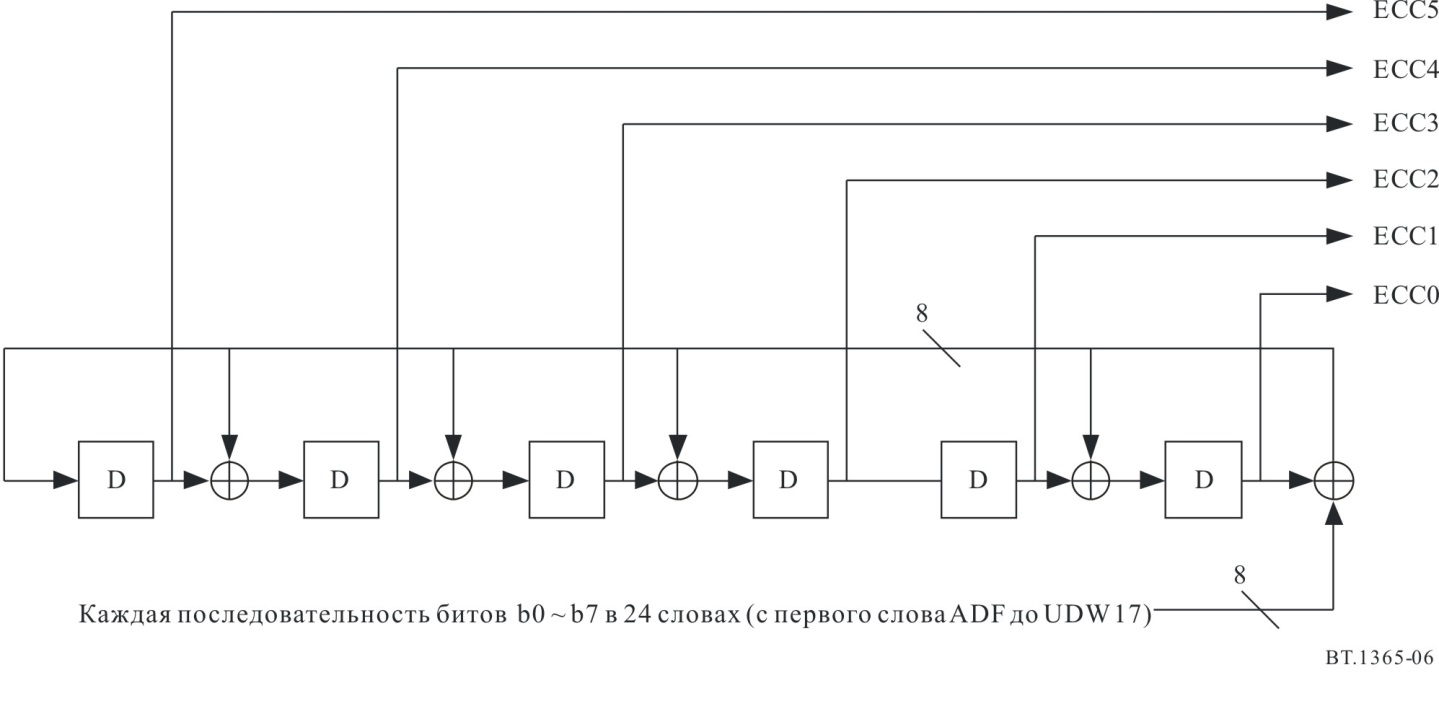 ECC5
ECC4
ECC3
ECC2
ECC1
ECC0
8
D D D D D D
8
Каждая последовательность битов b0 ~ b7 в 24 словах (с первого слова ADF до UDW17)
BT.1365-06